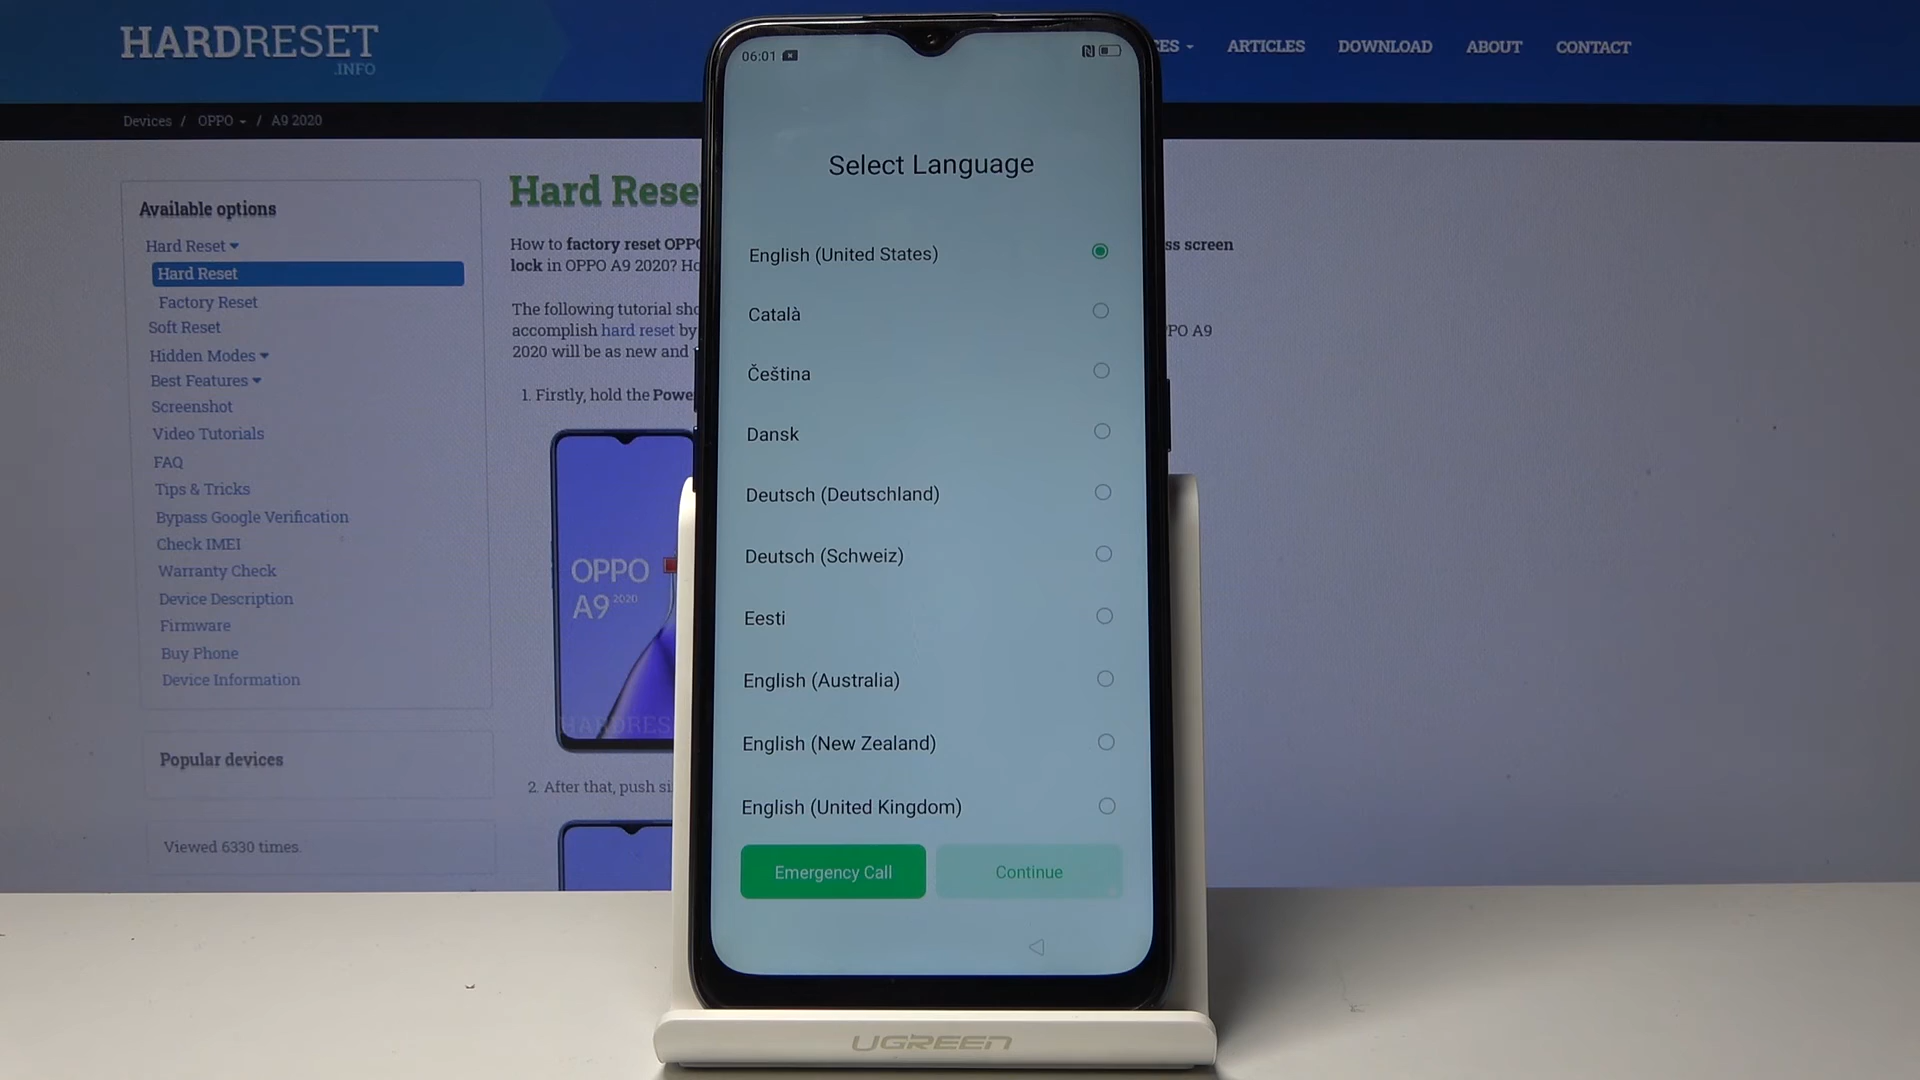 HARDRESET
.INFO
CES
ARTICLES
DOWNLOAD
ABOUT
CONTACT
Devices / OPPO / A9 2020
Available options
Hard Reset
Hard Reset
Factory Reset
Soft Reset
Hidden Modes
Best Features
Screenshot
Video Tutorials
FAQ
Tips & Tricks
Bypass Google Verification
Check IMEI
Warranty Check
Device Description
Firmware
Buy Phone
Device Information
Popular devices
Viewed 6330 times.
Hard Rese
How to factory reset OPPO
ss screen
lock in OPPO A9 2020? Ho
The following tutorial sho
accomplish hard reset by
PO A9
2020 will be as new and
1. Firstly, hold the Powe
OPPO
A9 2020
HARDRES
2. After that, push si
06:01
Select Language
English (United States)
Català
Čeština
Dansk
Deutsch (Deutschland)
Deutsch (Schweiz)
Eesti
English (Australia)
English (New Zealand)
English (United Kingdom)
Emergency Call
Continue
UGREEN